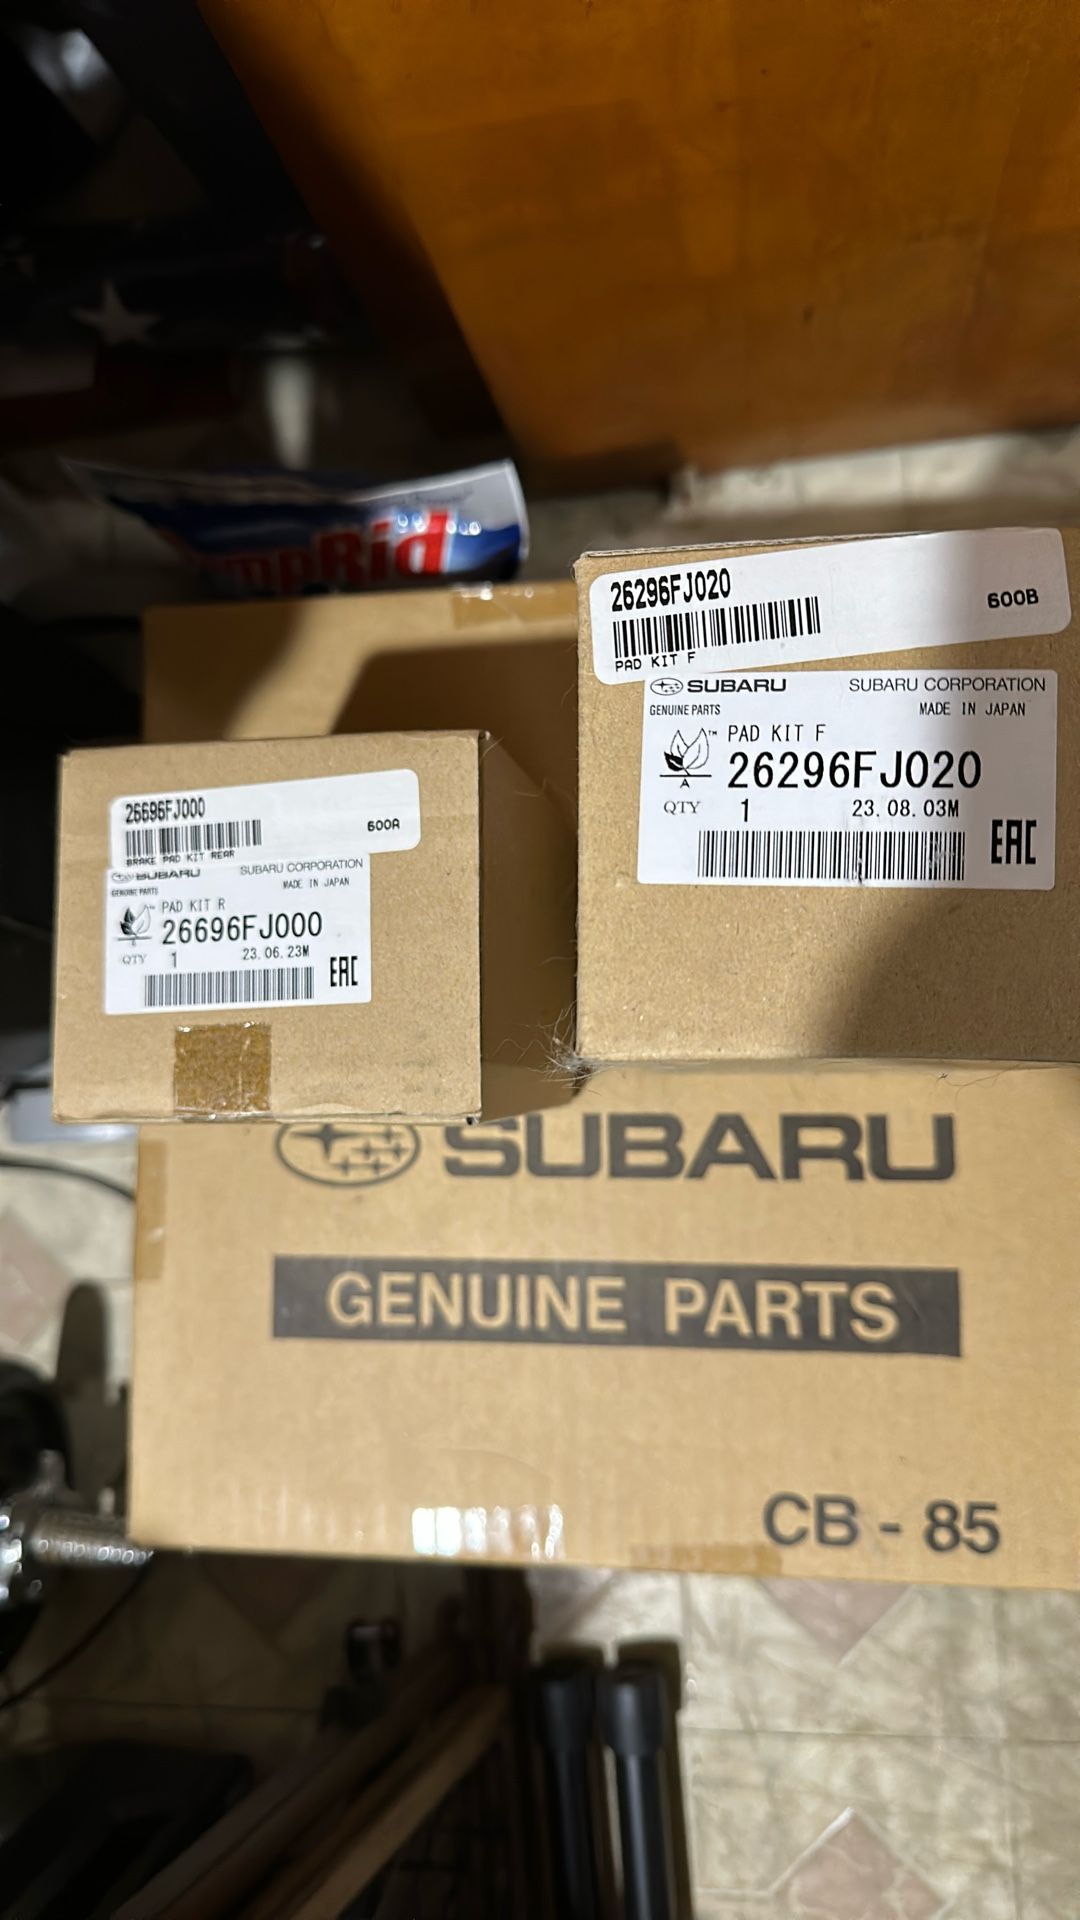 mpRid
26296FJ020
600B
PAD KIT F
SUBARU SUBARU CORPORATION
GENUINE PARTS MADE IN JAPAN
PAD KIT F
26296FJ020
A
QTY 1 23.08.03M
EAC
26696FJ000
600A
BRAKE PAD KIT REAR
SUBARU SUBARU CORPORATION
GENUINE PARTS MADE IN JAPAN
PAD KIT R
26696FJ000
QTY 1 23.06.23M
EAC
SUBARU
GENUINE PARTS
CB - 85